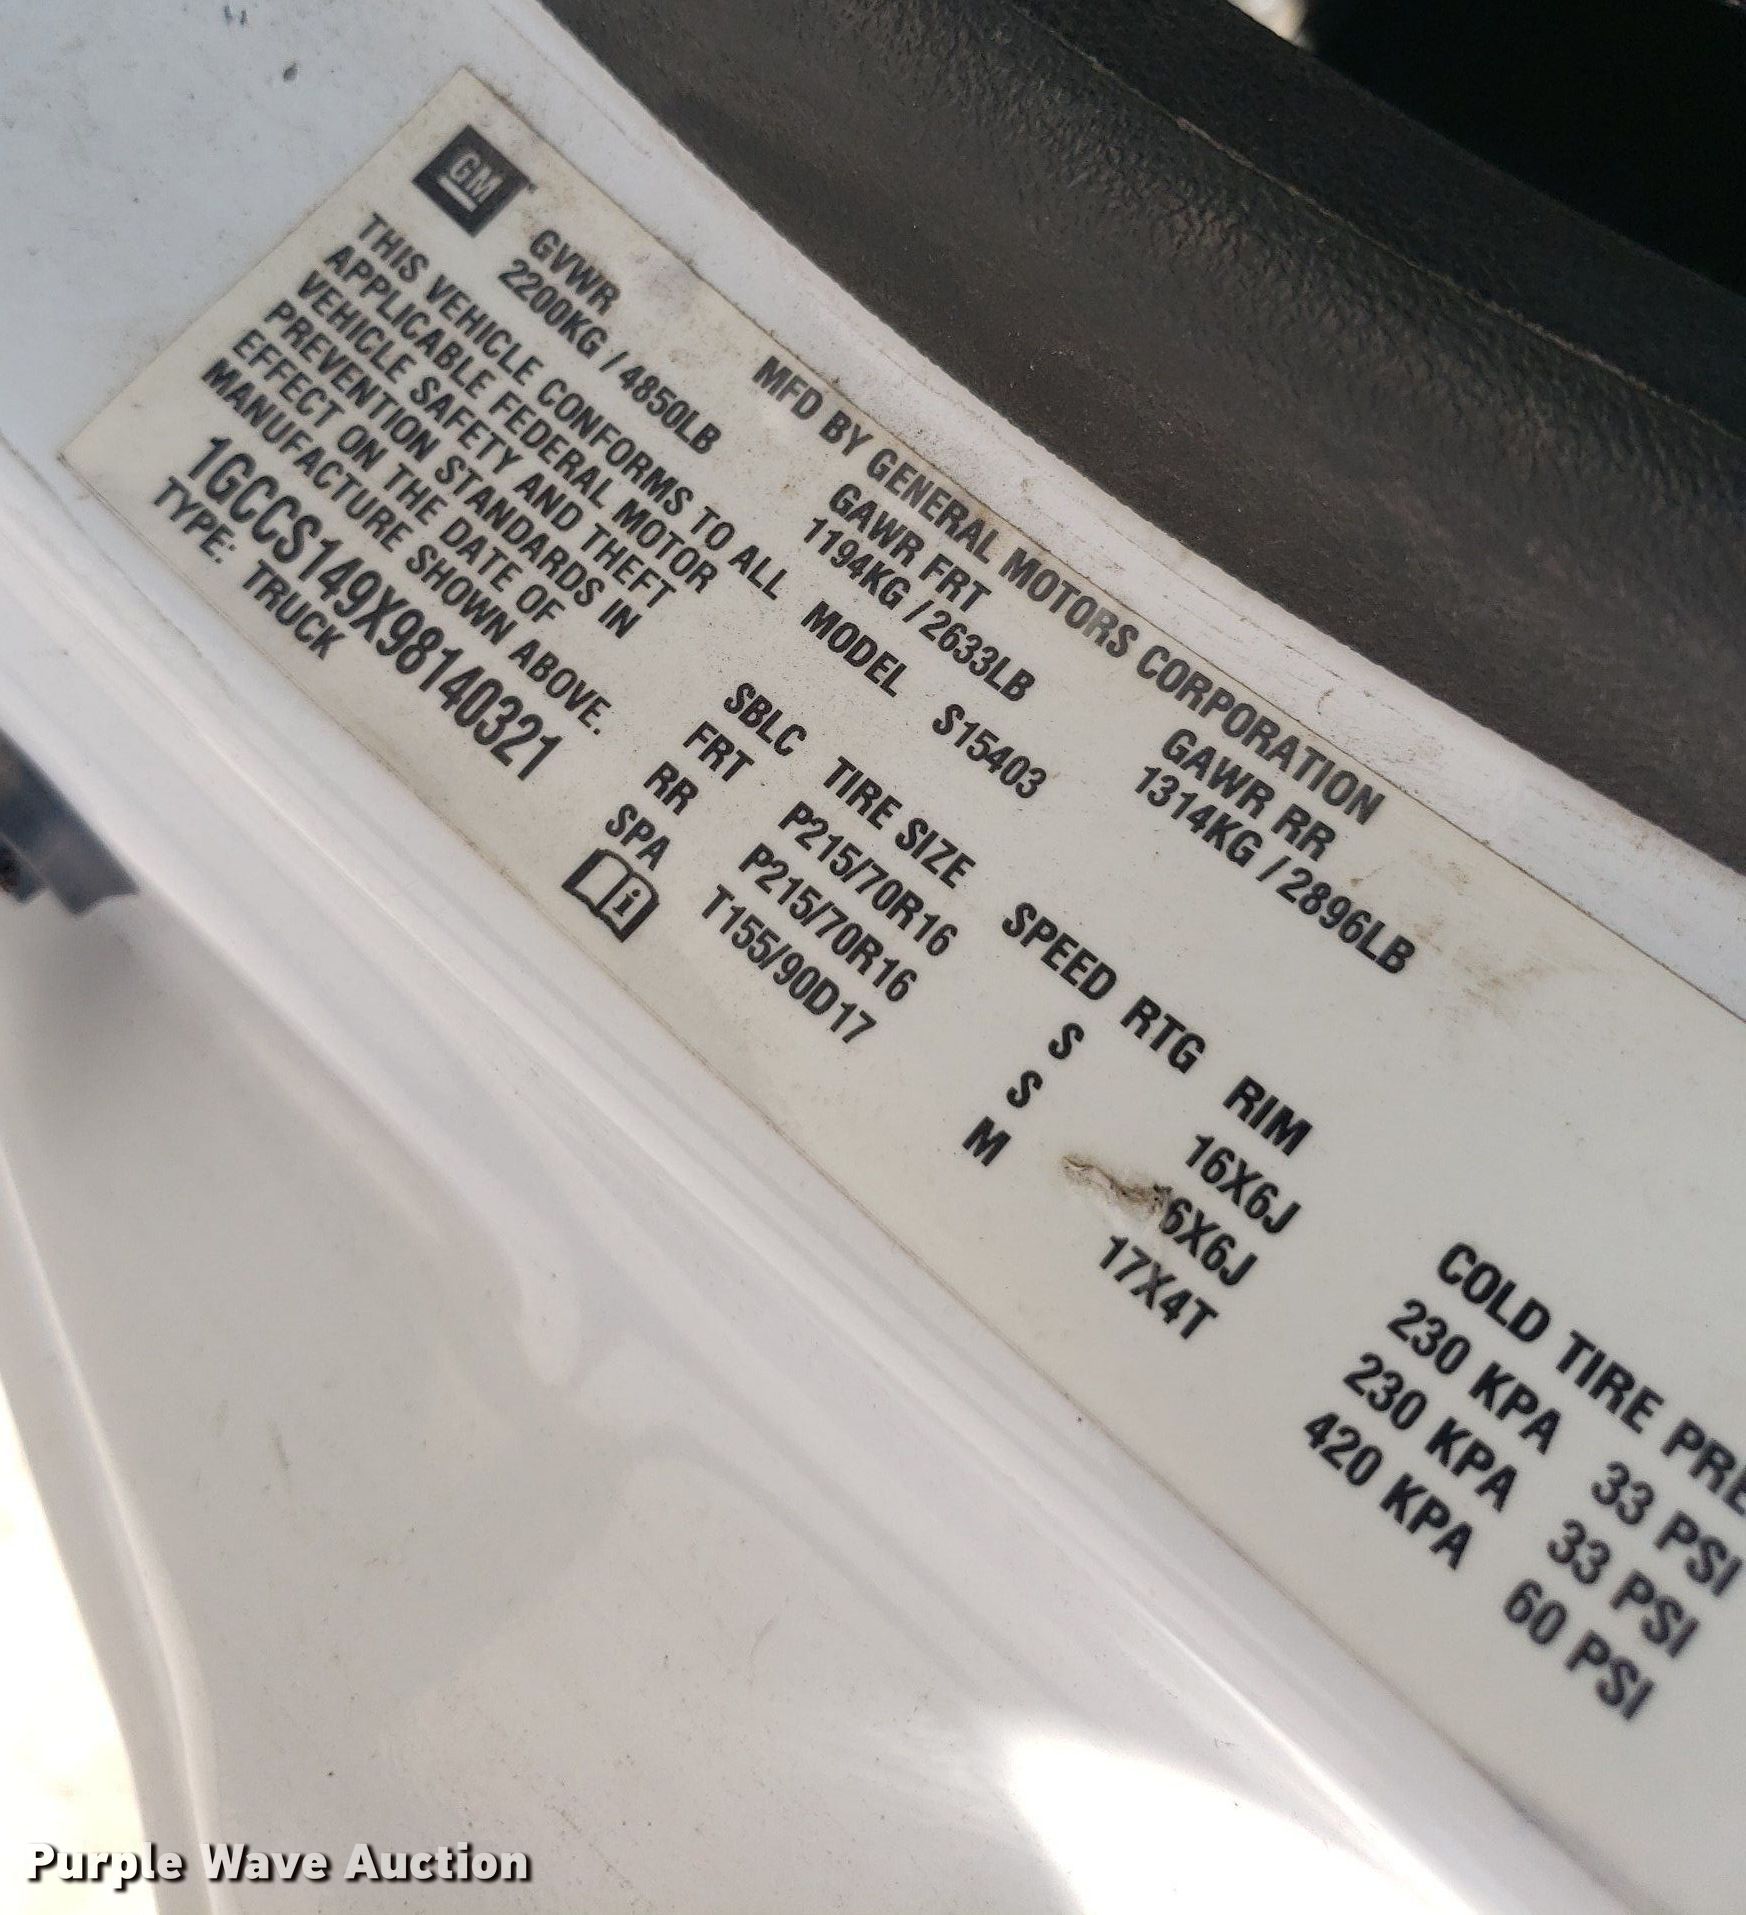 GM
MFD BY GENERAL MOTORS CORPORATION
GVWR GAWR FRT GAWR RR
2200KG / 4850LB 1194KG / 2633LB 1314KG / 2896LB
THIS VEHICLE CONFORMS TO ALL MODEL S15403
APPLICABLE FEDERAL MOTOR
VEHICLE SAFETY AND THEFT
PREVENTION STANDARDS IN
EFFECT ON THE DATE OF
MANUFACTURE SHOWN ABOVE.
1GCCS149X98140321
TYPE: TRUCK
SBLC TIRE SIZE SPEED RTG RIM COLD TIRE PRE
FRT P215/70R16 S 16X6J 230 KPA 33 PSI
RR P215/70R16 S 6X6J 230 KPA 33 PSI
SPA T155/90D17 M 17X4T 420 KPA 60 PSI
i
Purple Wave Auction